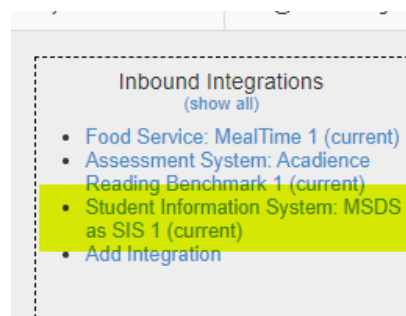 Inbound Integrations
(show all)
• Food Service: MealTime 1 (current)
• Assessment System: Acadience
Reading Benchmark 1 (current)
• Student Information System: MSDS
as SIS 1 (current)
• Add Integration